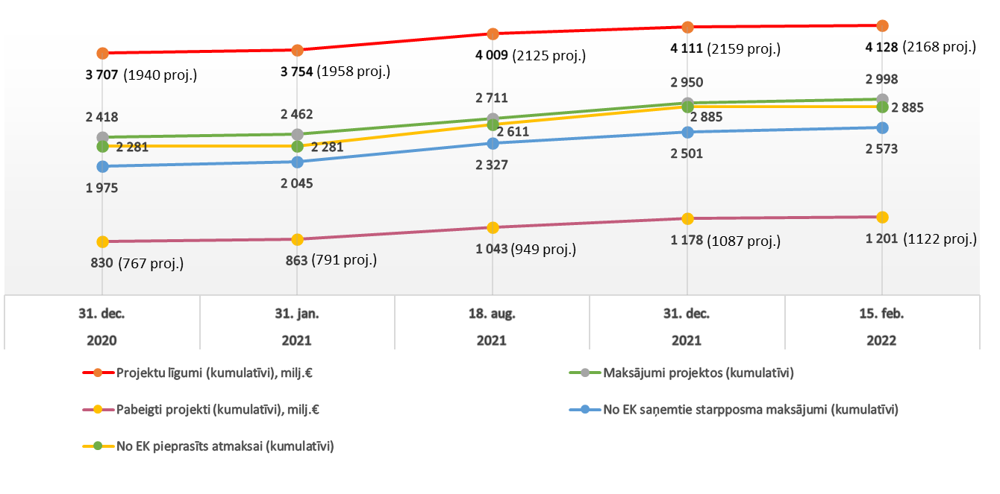 3 707 (1940 proj.)
3 754 (1958 proj.)
4 009 (2125 proj.)
4 111 (2159 proj.)
4 128 (2168 proj.)
2 418
2 462
2 711
2 950
2 998
2 281
2 281
2 611
2 885
2 885
1 975
2 045
2 327
2 501
2 573
830 (767 proj.)
863 (791 proj.)
1 043 (949 proj.)
1 178 (1087 proj.)
1 201 (1122 proj.)
31. dec.
31. jan.
18. aug.
31. dec.
15. feb.
2020
2021
2021
2021
2022
Projektu līgumi (kumulatīvi), milj.€
Maksājumi projektos (kumulatīvi)
Pabeigti projekti (kumulatīvi), milj.€
No EK saņemtie starpposma maksājumi (kumulatīvi)
No EK pieprasīts atmaksai (kumulatīvi)